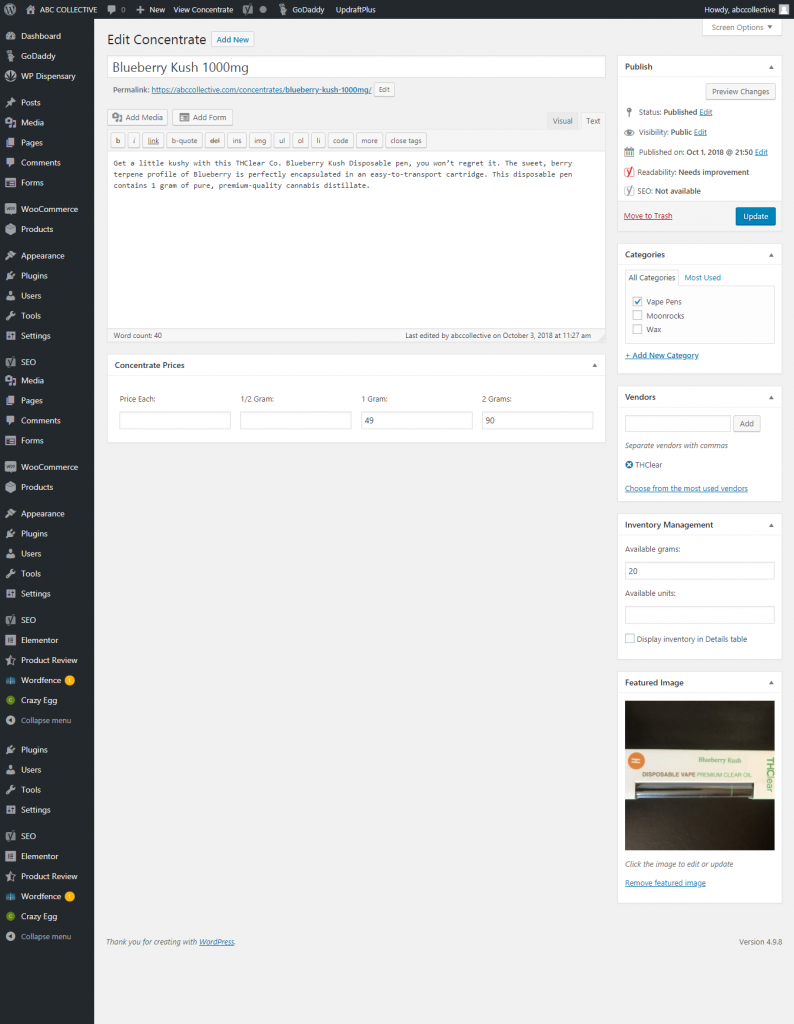 ABC COLLECTIVE 0 New View Concentrate GoDaddy UpdraftPlus Howdy, abccollective
Screen Options
Dashboard
GoDaddy
WP Dispensary
Posts
Media
Pages
Comments
Forms
WooCommerce
Products
Appearance
Plugins
Users
Tools
Settings
SEO
Media
Pages
Comments
Forms
WooCommerce
Products
Appearance
Plugins
Users
Tools
Settings
SEO
Elementor
Product Review
Wordfence 1
Crazy Egg
Collapse menu
Plugins
Users
Tools
Settings
SEO
Elementor
Product Review
Wordfence 1
Crazy Egg
Collapse menu
Edit Concentrate Add New
Blueberry Kush 1000mg
Permalink: https://abccollective.com/concentrates/blueberry-kush-1000mg/ Edit
Add Media Add Form Visual Text
b i link b-quote del ins img ul ol li code more close tags
Get a little kushy with this THClear Co. Blueberry Kush Disposable pen, you won't regret it. The sweet, berry
terpene profile of Blueberry is perfectly encapsulated in an easy-to-transport cartridge. This disposable pen
contains 1 gram of pure, premium-quality cannabis distillate.
Word count: 40 Last edited by abccollective on October 3, 2018 at 11:27 am
Concentrate Prices
Price Each: 1/2 Gram: 1 Gram: 2 Grams:
49 90
Publish
Preview Changes
Status: Published Edit
Visibility: Public Edit
Published on: Oct 1, 2018 @ 21:50 Edit
Readability: Needs improvement
SEO: Not available
Move to Trash Update
Categories
All Categories Most Used
Vape Pens
Moonrocks
Wax
+ Add New Category
Vendors
Add
Separate vendors with commas
THClear
Choose from the most used vendors
Inventory Management
Available grams:
20
Available units:
Display inventory in Details table
Featured Image
Blueberry Kush
DISPOSABLE VAPE PREMIUM CLEAR OIL
THClear
Click the image to edit or update
Remove featured image
Thank you for creating with WordPress. Version 4.9.8